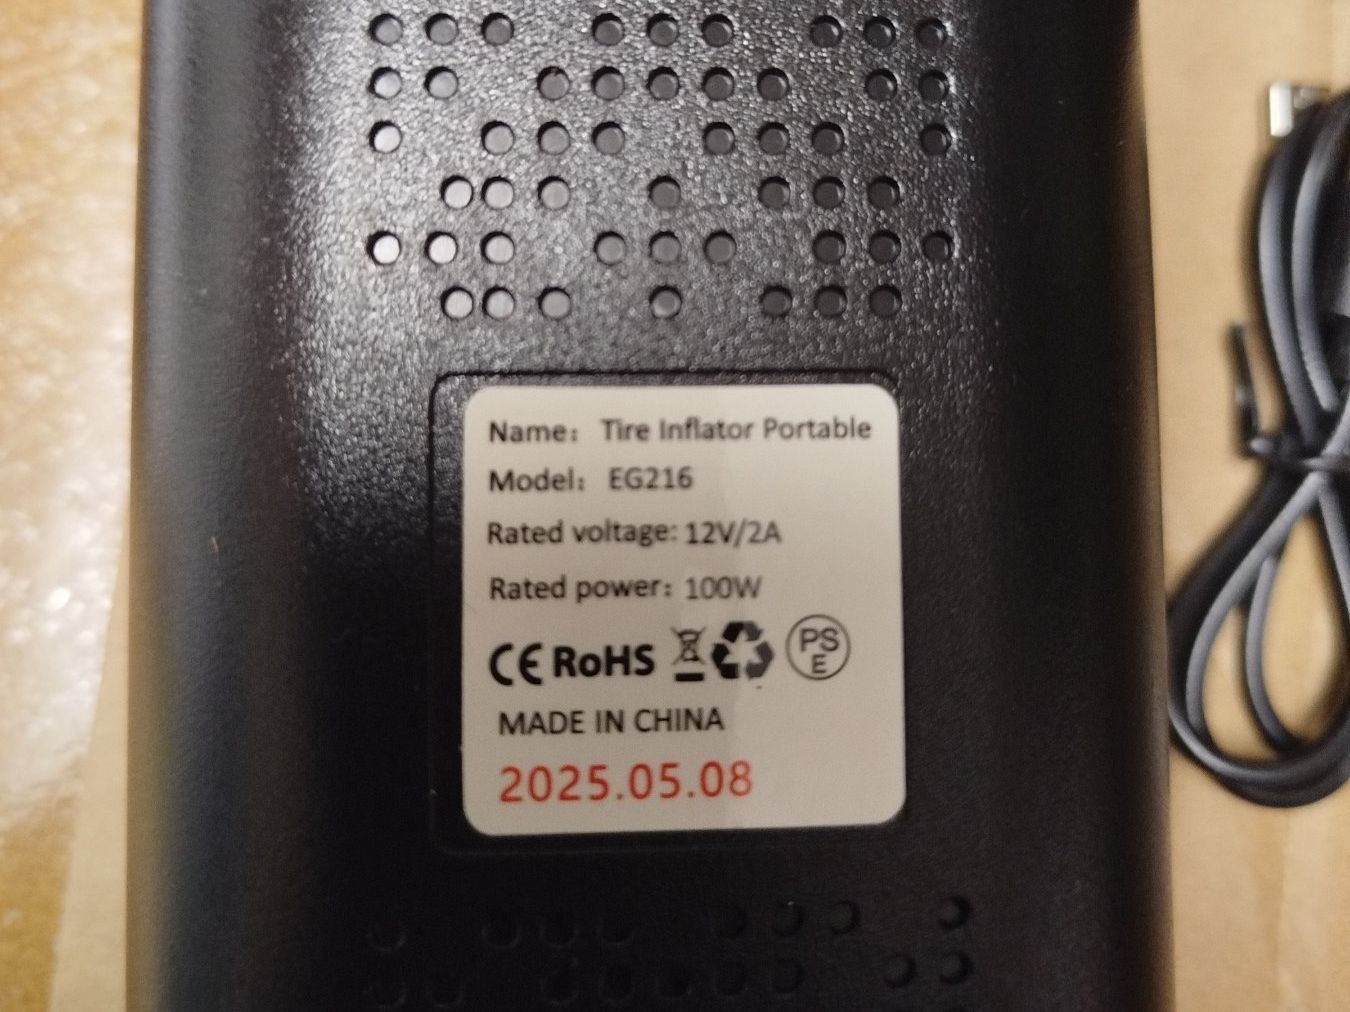 Name: Tire Inflator Portable
Model: EG216
Rated voltage: 12V/2A
Rated power: 100W
CE RoHS PS E
MADE IN CHINA
2025.05.08